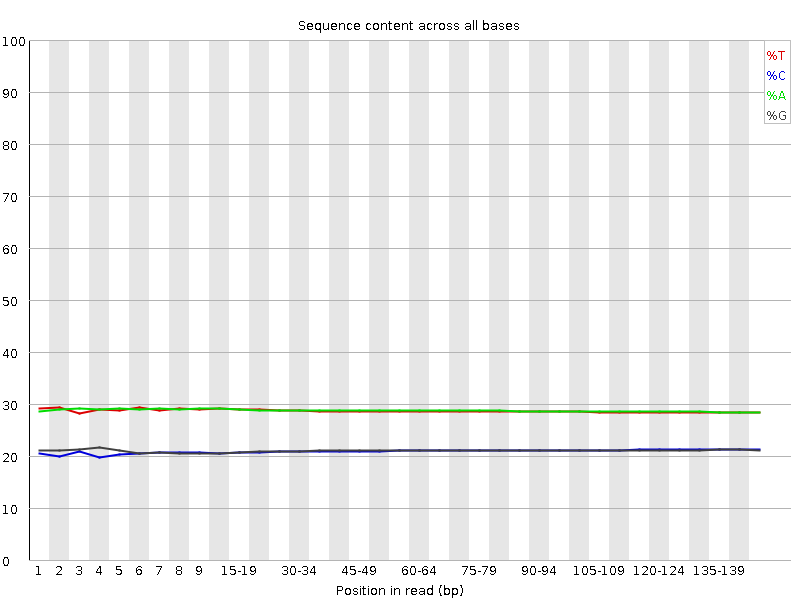 Sequence content across all bases
100
90
80
70
60
50
40
30
20
10
0
%T
%C
%A
%G
1 2 3 4 5 6 7 8 9 15-19 30-34 45-49 60-64 75-79 90-94 105-109 120-124 135-139
Position in read (bp)